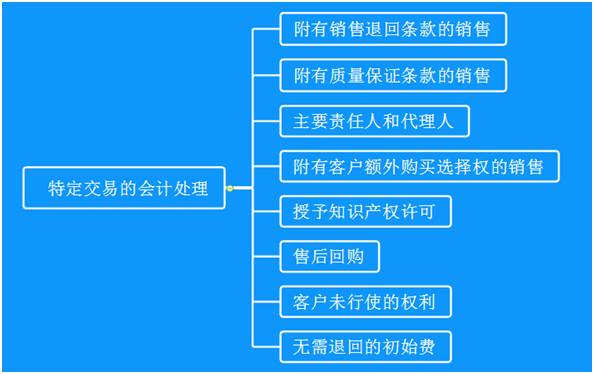 附有销售退回条款的销售
附有质量保证条款的销售
主要责任人和代理人
附有客户额外购买选择权的销售
特定交易的会计处理
授予知识产权许可
售后回购
客户未行使的权利
无需退回的初始费